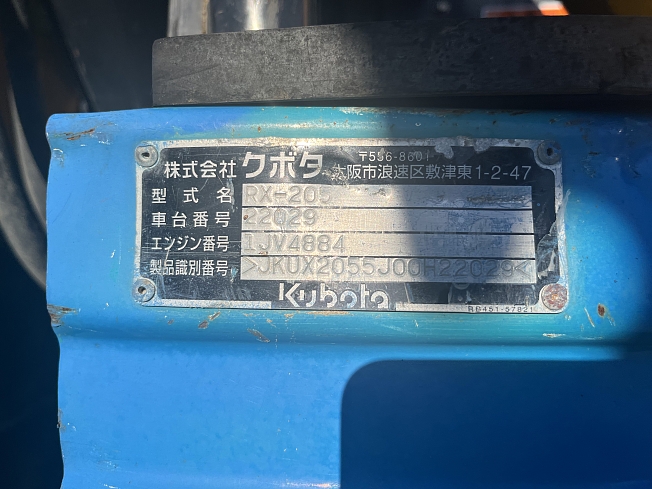 株式会社 クボタ 〒556-8601
大阪市浪速区敷津東1-2-47
型式名 RX-205
車台番号 22029
エンジン番号 1JV4884
製品識別番号 >JKUX2055J00H22029<
Kubota
RB451-57821